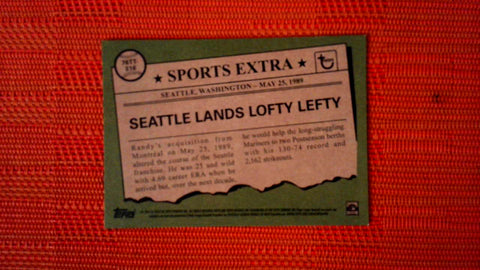 76TT-
S18
SPORTS EXTRA
SEATTLE, WASHINGTON – MAY 25, 1989
SEATTLE LANDS LOFTY LEFTY
Randy's acquisition from
Montreal on May 25, 1989,
altered the course of the Seattle
franchise. He was 25 and wild
with 4.69 career ERA when he
arrived but, over the next decade,
he would help the long-struggling
Mariners to two Postseason berths
with his 130-74 record and
2,162 strikeouts.
Topps